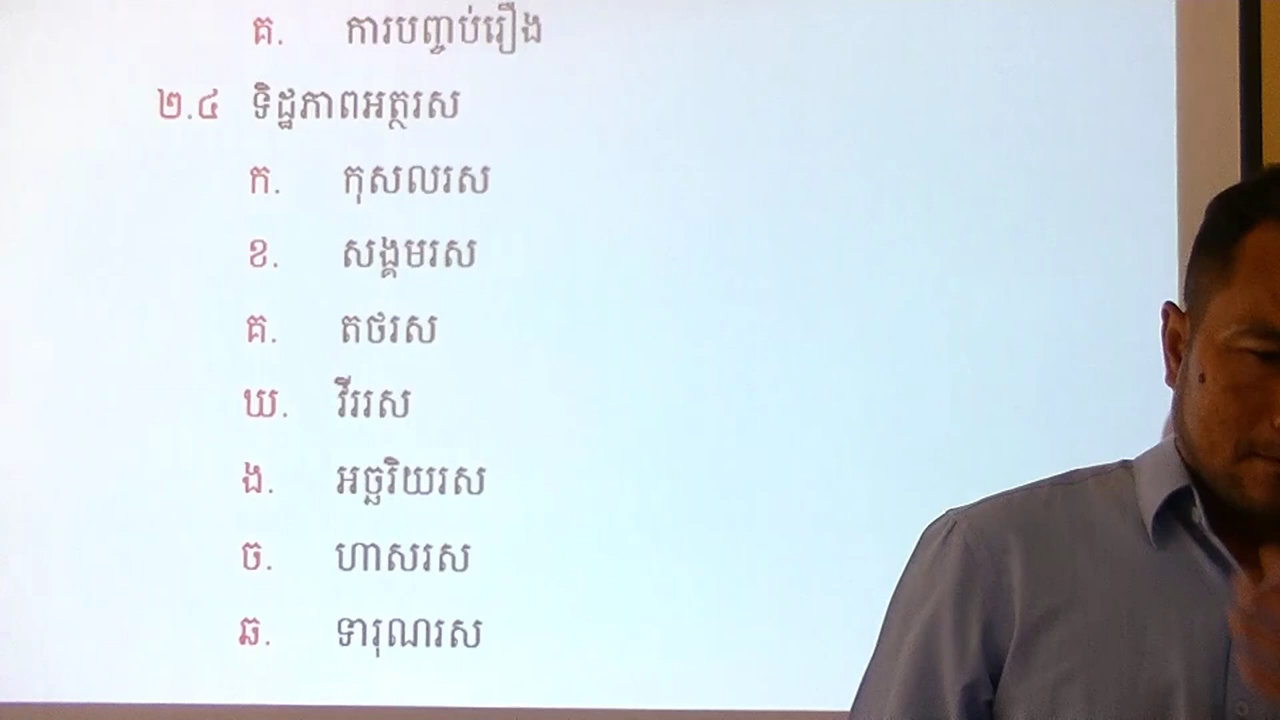 គ. ការបញ្ចប់រឿង
២.៤ ទិដ្ឋភាពអត្ថរស
ក. កុសលរស
ខ. សង្គមរស
គ. តថរស
ឃ. វីររស
ង. អច្ឆរិយរស
ច. ហាសរស
ឆ. ទារុណរស